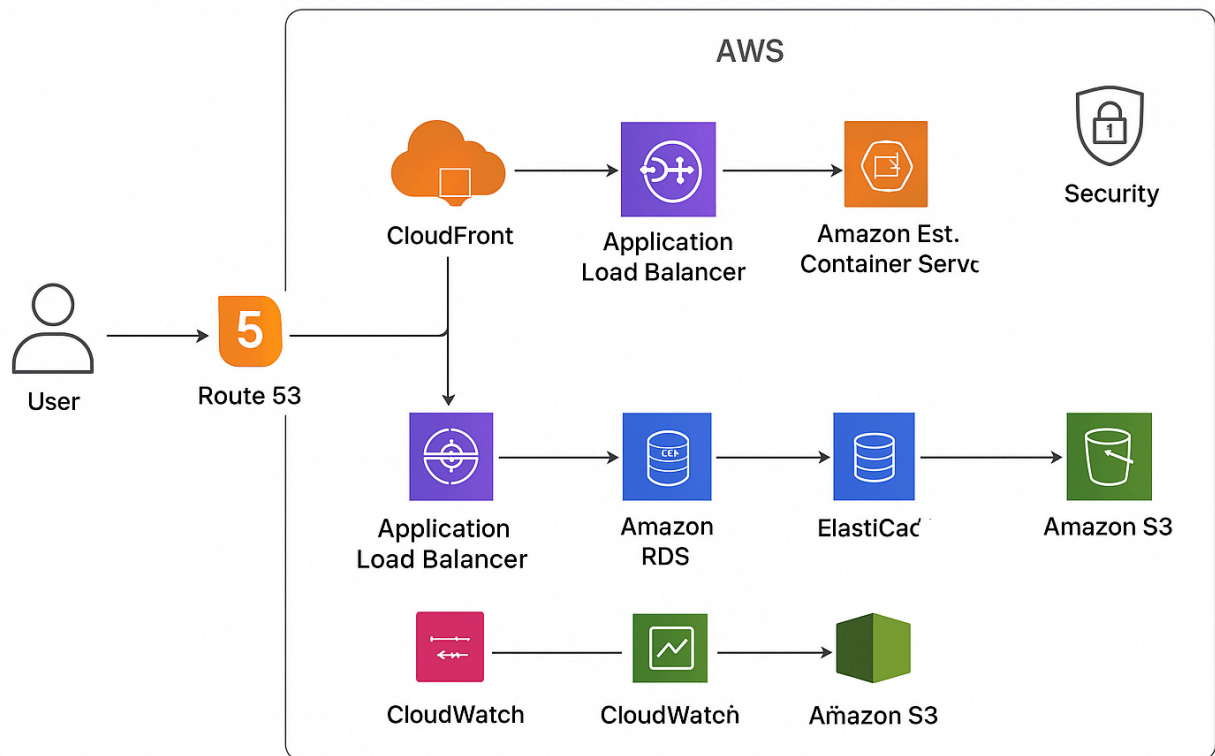 AWS
Security
CloudFront
Application
Load Balancer
Amazon Est.
Container Servc
5
User
Route 53
Application
Load Balancer
Amazon
RDS
ElastiCac
Amazon S3
CloudWatch
CloudWatch
Amazon S3